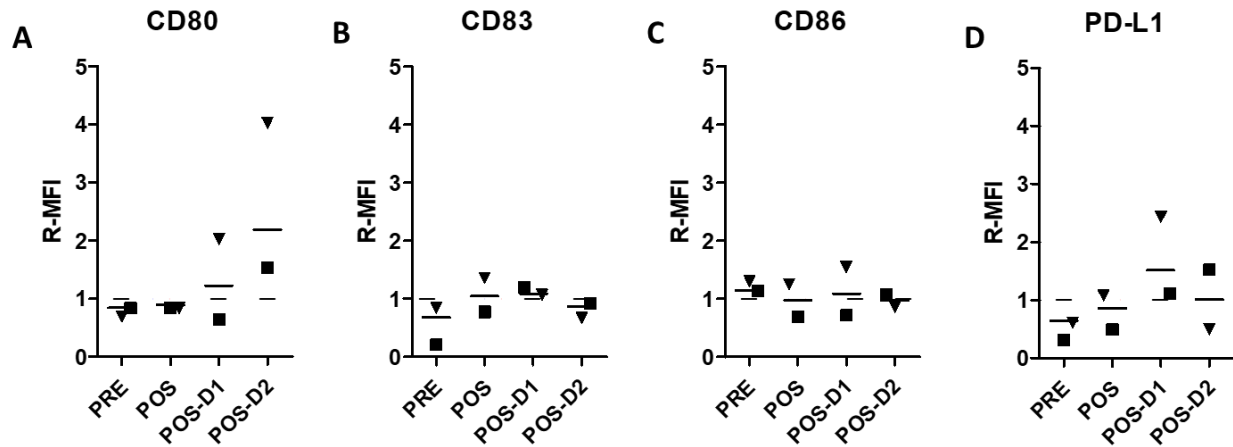 A
CD80
R-MFI
5
4
3
2
1
0
PRE
POS
POS-D1
POS-D2
B
CD83
R-MFI
5
4
3
2
1
0
PRE
POS
POS-D1
POS-D2
C
CD86
R-MFI
5
4
3
2
1
0
PRE
POS
POS-D1
POS-D2
D
PD-L1
R-MFI
5
4
3
2
1
0
PRE
POS
POS-D1
POS-D2